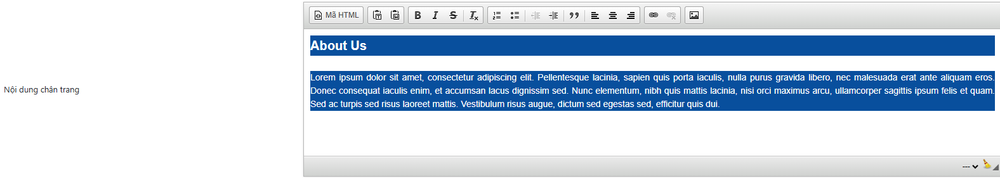 Mã HTML
About Us
Lorem ipsum dolor sit amet, consectetur adipiscing elit. Pellentesque lacinia, sapien quis porta iaculis, nulla purus gravida libero, nec malesuada erat ante aliquam eros.
Donec consequat iaculis enim, et accumsan lacus dignissim sed. Nunc elementum, nibh quis mattis lacinia, nisi orci maximus arcu, ullamcorper sagittis ipsum felis et quam.
Sed ac turpis sed risus laoreet mattis. Vestibulum risus augue, dictum sed egestas sed, efficitur quis dui.
Nội dung chân trang
---